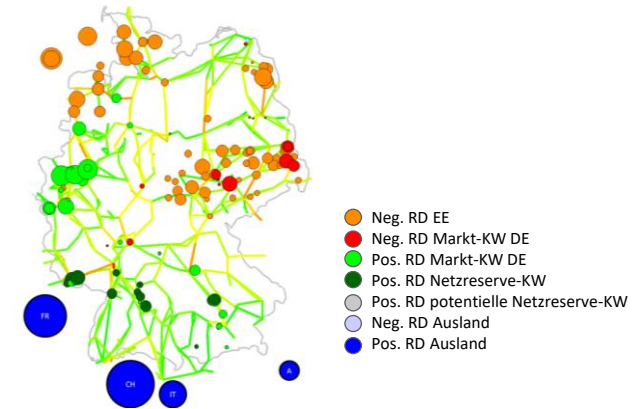 Neg. RD EE
Neg. RD Markt-KW DE
Pos. RD Markt-KW DE
Pos. RD Netzreserve-KW
Pos. RD potentielle Netzreserve-KW
FR
Neg. RD Ausland
Pos. RD Ausland
A
CH
IT